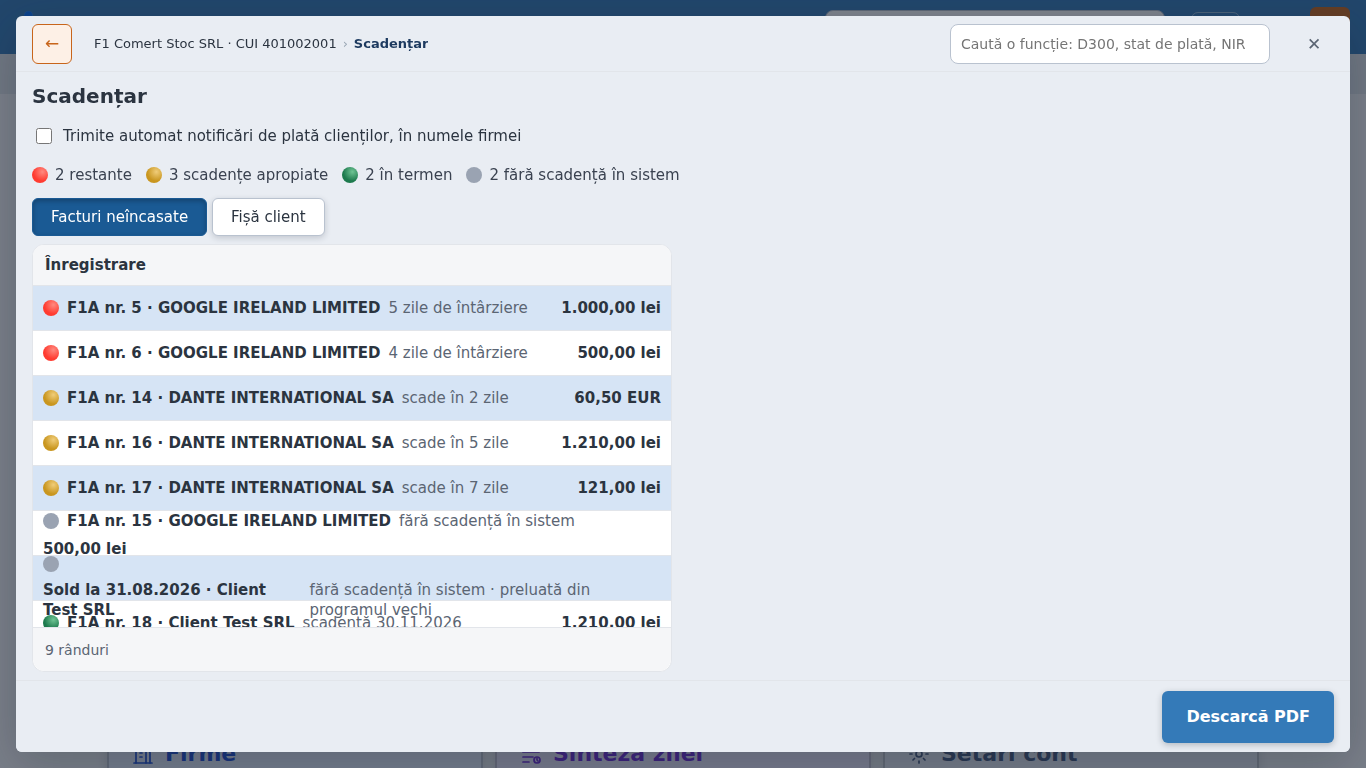 ←
F1 Comert Stoc SRL · CUI 401002001 › Scadențar
Caută o funcție: D300, stat de plată, NIR
✕
Scadențar
Trimite automat notificări de plată clienților, în numele firmei
2 restante 3 scadențe apropiate 2 în termen 2 fără scadență în sistem
Facturi neîncasate Fișă client
Înregistrare
F1A nr. 5 · GOOGLE IRELAND LIMITED 5 zile de întârziere 1.000,00 lei
F1A nr. 6 · GOOGLE IRELAND LIMITED 4 zile de întârziere 500,00 lei
F1A nr. 14 · DANTE INTERNATIONAL SA scade în 2 zile 60,50 EUR
F1A nr. 16 · DANTE INTERNATIONAL SA scade în 5 zile 1.210,00 lei
F1A nr. 17 · DANTE INTERNATIONAL SA scade în 7 zile 121,00 lei
F1A nr. 15 · GOOGLE IRELAND LIMITED fără scadență în sistem
500,00 lei
Sold la 31.08.2026 · Client fără scadență în sistem · preluată din
Test SRL programul vechi
F1A nr. 18 · Client Test SRL scadentă 30.11.2026 1.210,00 lei
9 rânduri
Descarcă PDF
Firme Sinteza zilei Setări cont